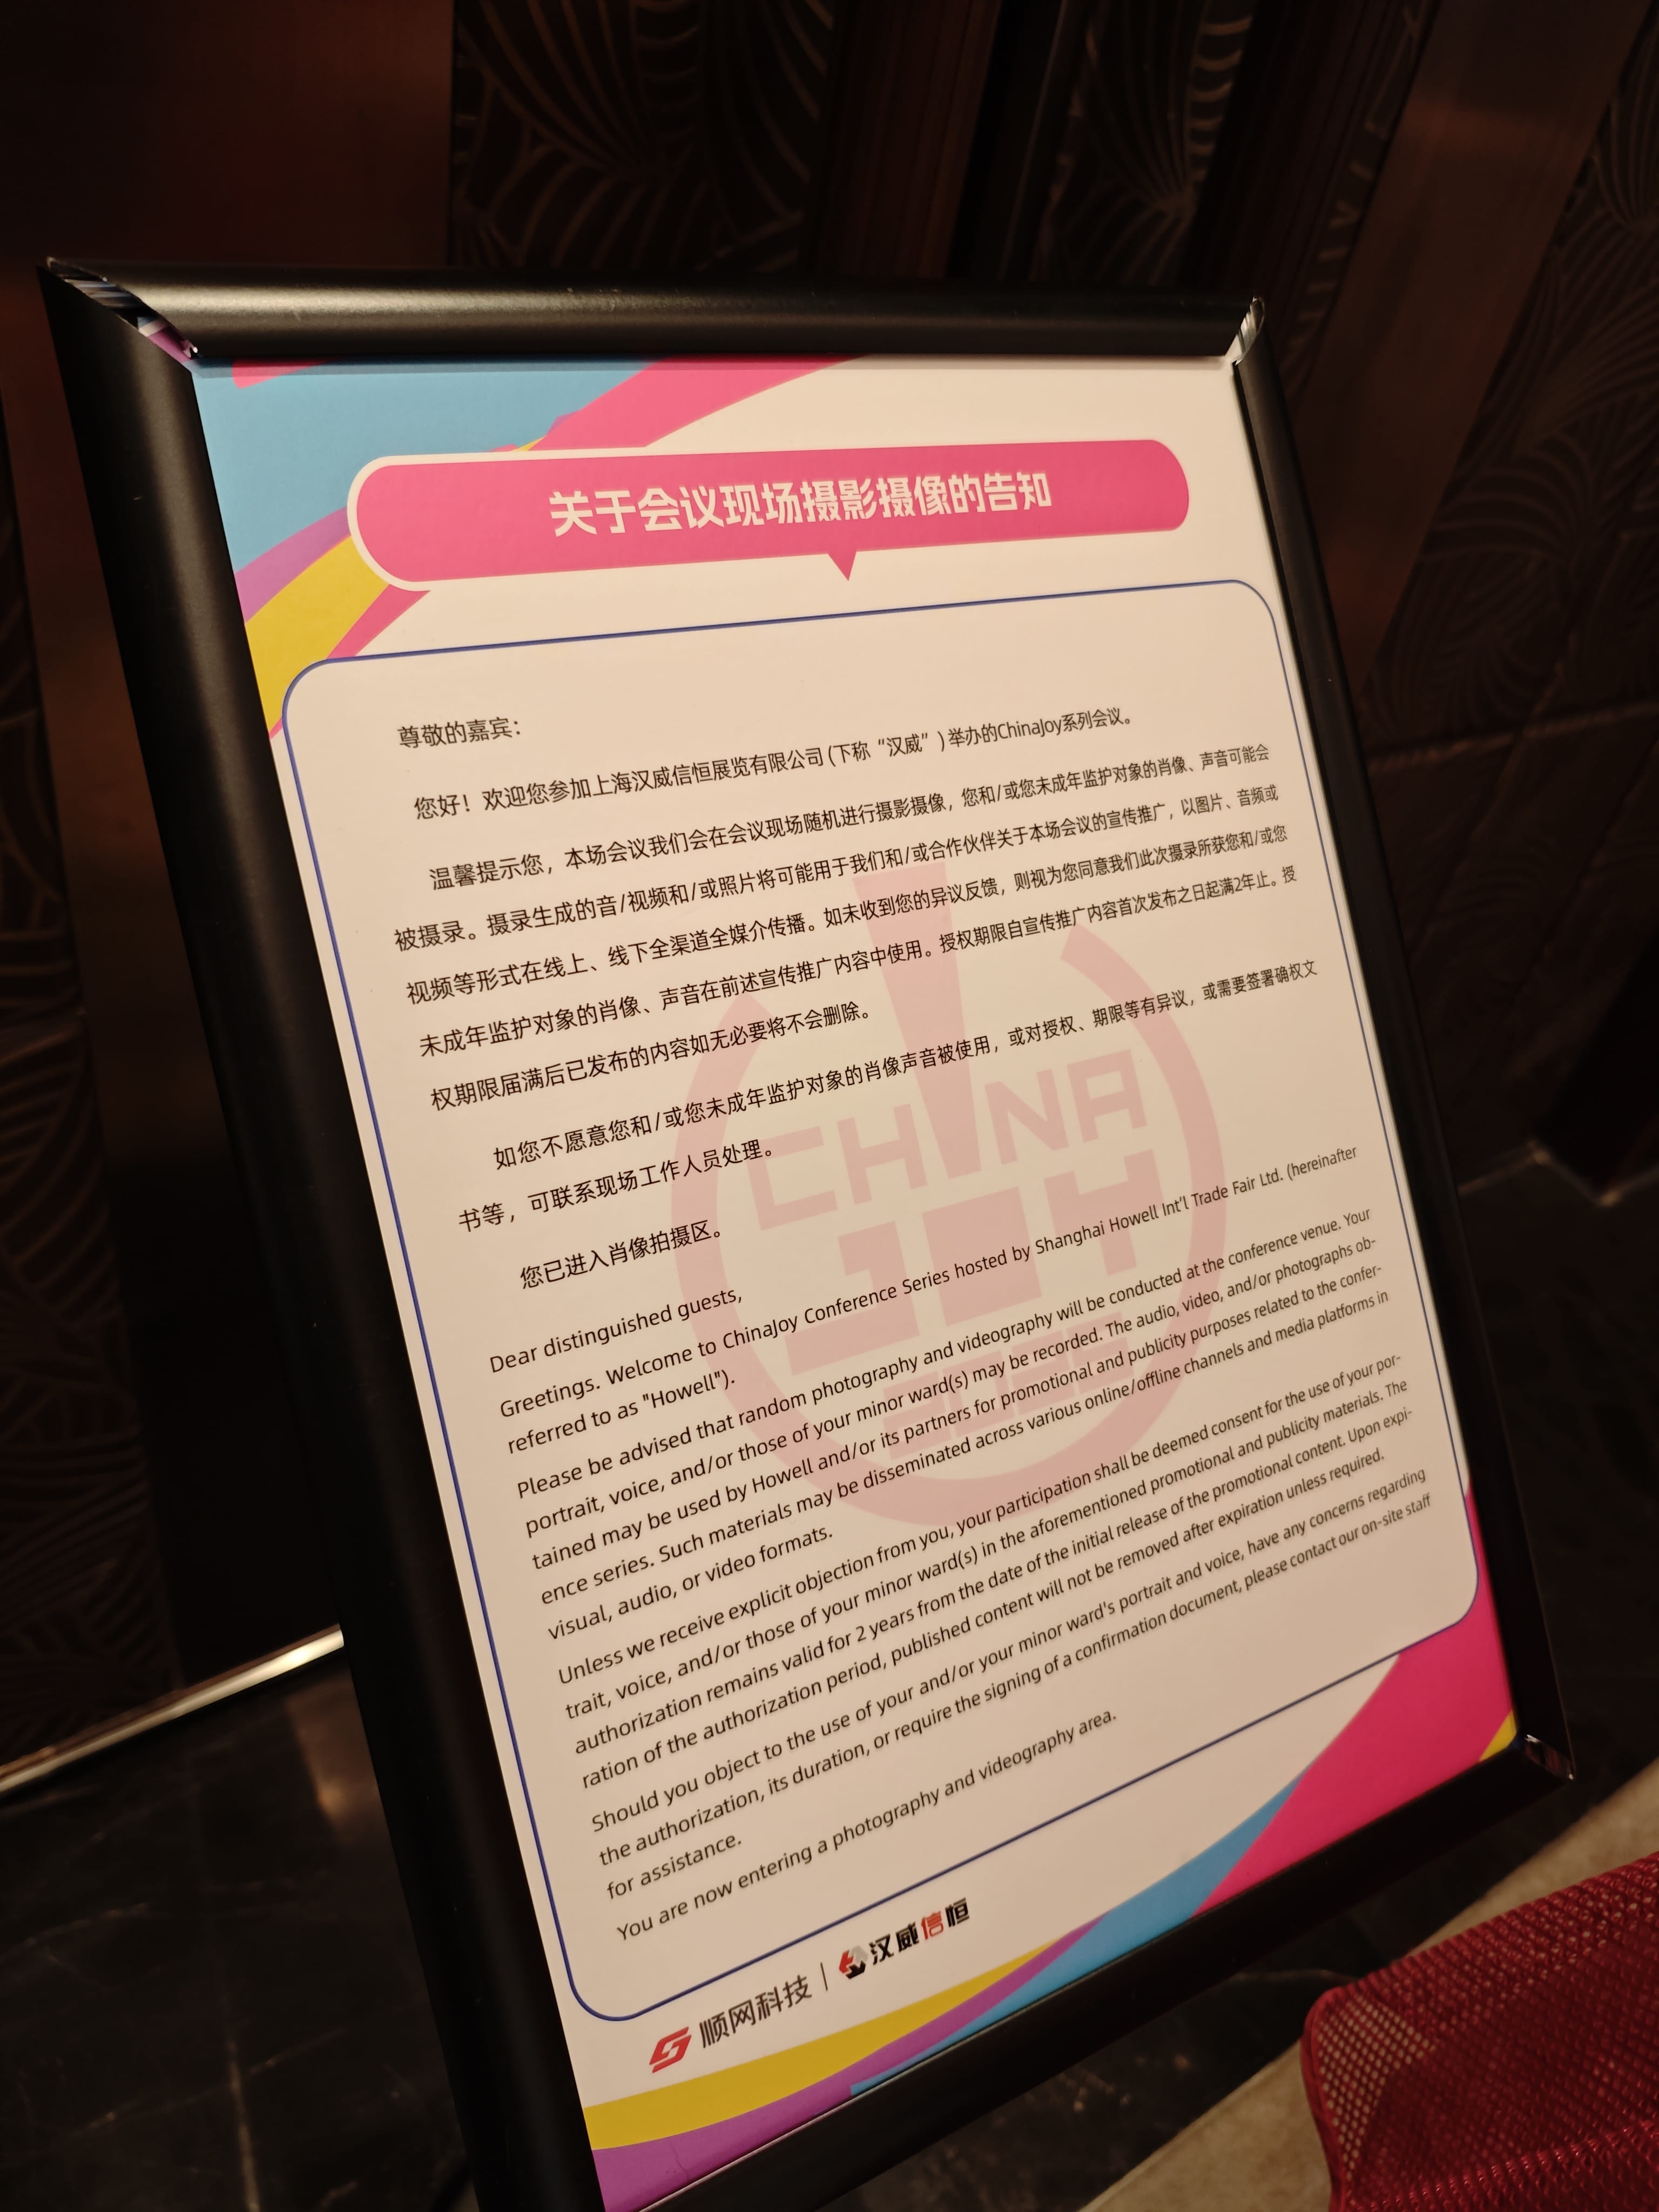 关于会议现场摄影摄像的告知
尊敬的嘉宾：
您好！欢迎您参加上海汉威信恒展览有限公司（下称“汉威”）举办的ChinaJoy系列会议。
温馨提示您，本场会议我们会在会议现场随机进行摄影摄像，您和/或您未成年监护对象的肖像、声音可能会
被摄录。摄录生成的音/视频和/或照片将可能用于我们和/或合作伙伴关于本场会议的宣传推广，以图片、音频或
视频等形式在线上、线下全渠道全媒介传播。如未收到您的异议反馈，则视为您同意我们此次摄录所获您和/或您
未成年监护对象的肖像、声音在前述宣传推广内容中使用。授权期限自宣传推广内容首次发布之日起满2年止。授
权期限届满后已发布的内容如无必要将不会删除。
如您不愿意您和/或您未成年监护对象的肖像声音被使用，或对授权、期限等有异议，或需要签署确权文
书等，可联系现场工作人员处理。
您已进入肖像拍摄区。
Dear distinguished guests,
Greetings. Welcome to ChinaJoy Conference Series hosted by Shanghai Howell Int'l Trade Fair Ltd. (hereinafter
referred to as "Howell").
Please be advised that random photography and videography will be conducted at the conference venue. Your
portrait, voice, and/or those of your minor ward(s) may be recorded. The audio, video, and/or photographs ob-
tained may be used by Howell and/or its partners for promotional and publicity purposes related to the confer-
ence series. Such materials may be disseminated across various online/offline channels and media platforms in
visual, audio, or video formats.
Unless we receive explicit objection from you, your participation shall be deemed consent for the use of your por-
trait, voice, and/or those of your minor ward(s) in the aforementioned promotional and publicity materials. The
authorization remains valid for 2 years from the date of the initial release of the promotional content. Upon expi-
ration of the authorization period, published content will not be removed after expiration unless required.
Should you object to the use of your and/or your minor ward's portrait and voice, have any concerns regarding
the authorization, its duration, or require the signing of a confirmation document, please contact our on-site staff
for assistance.
You are now entering a photography and videography area.
CHINA
JOY
顺网科技 | 汉威信恒